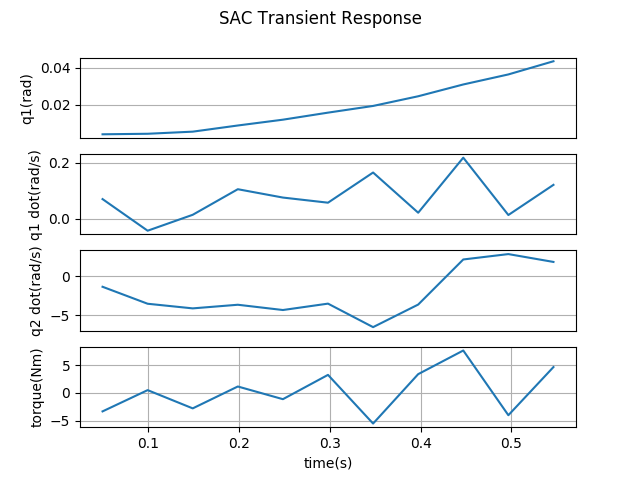 SAC Transient Response
q1(rad)
0.04
0.02
q1 dot(rad/s)
0.2
0.0
q2 dot(rad/s)
0
−5
torque(Nm)
5
0
−5
0.1 0.2 0.3 0.4 0.5
time(s)